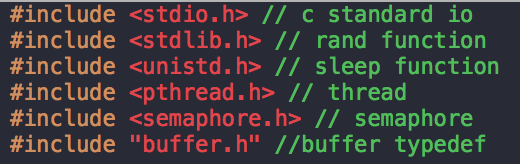 #include <stdio.h> // c standard io
#include <stdlib.h> // rand function
#include <unistd.h> // sleep function
#include <pthread.h> // thread
#include <semaphore.h> // semaphore
#include "buffer.h" //buffer typedef